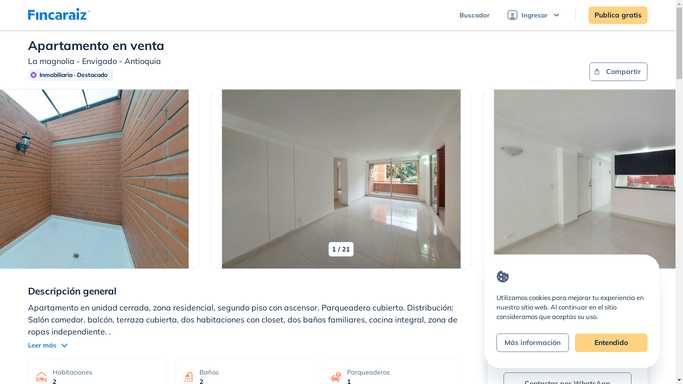 Fincaraiz
Buscador
Ingresar
Publica gratis
Apartamento en venta
La magnolia - Envigado - Antioquia
Inmobiliaria - Destacado
Compartir
1 / 21
Descripción general
Apartamento en unidad cerrada, zona residencial, segundo piso con ascensor. Parqueadero cubierto. Distribución:
Salón comedor, balcón, terraza cubierta, dos habitaciones con closet, dos baños familiares, cocina integral, zona de
ropas independiente. .
Leer más
Habitaciones
2
Baños
2
Parqueaderos
1
Utilizamos cookies para mejorar tu experiencia en
nuestro sitio web. Al continuar en el sitio
consideramos que aceptas su uso.
Más información
Entendido
Contactar por WhatsApp